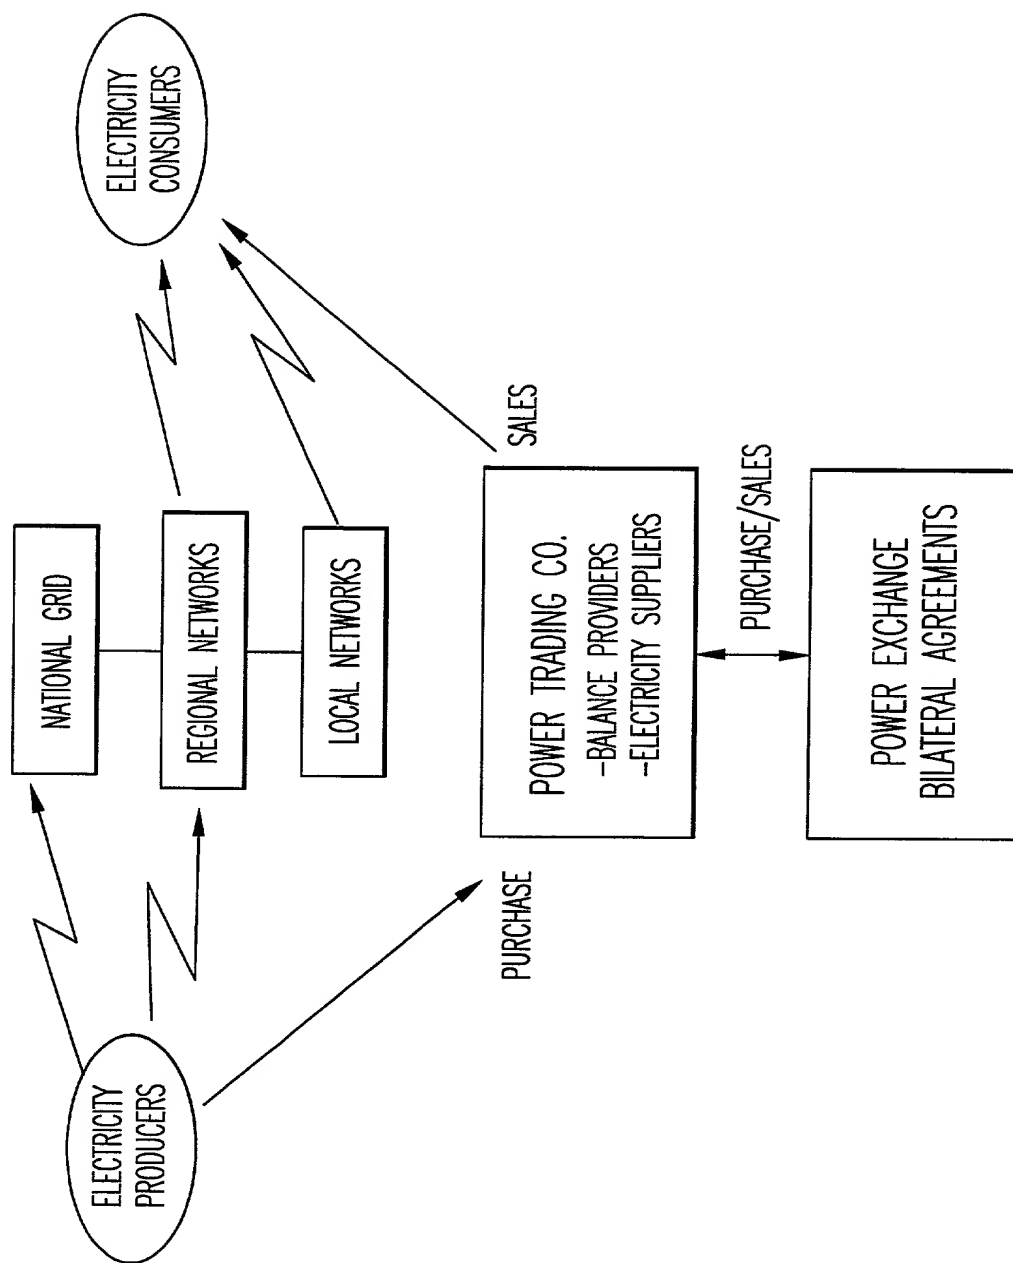 ELECTRICITY
PRODUCERS
NATIONAL GRID
REGIONAL NETWORKS
LOCAL NETWORKS
ELECTRICITY
CONSUMERS
PURCHASE
POWER TRADING CO.
-BALANCE PROVIDERS
-ELECTRICITY SUPPLIERS
SALES
PURCHASE/SALES
POWER EXCHANGE
BILATERAL AGREEMENTS